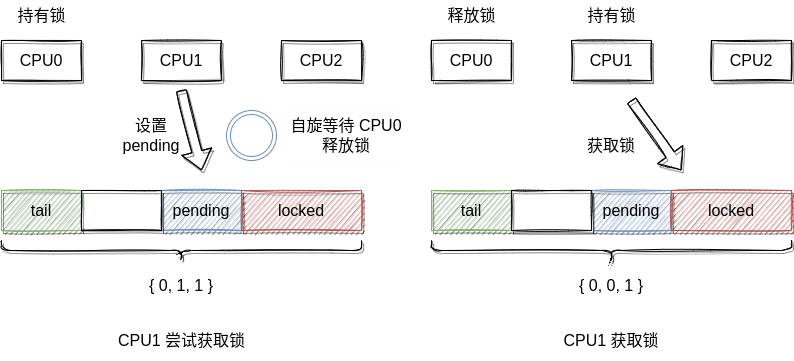 持有锁
CPU0
CPU1
CPU2
设置
pending
自旋等待 CPU0
释放锁
tail
pending
locked
{ 0, 1, 1 }
CPU1 尝试获取锁
释放锁
持有锁
CPU0
CPU1
CPU2
获取锁
tail
pending
locked
{ 0, 0, 1 }
CPU1 获取锁